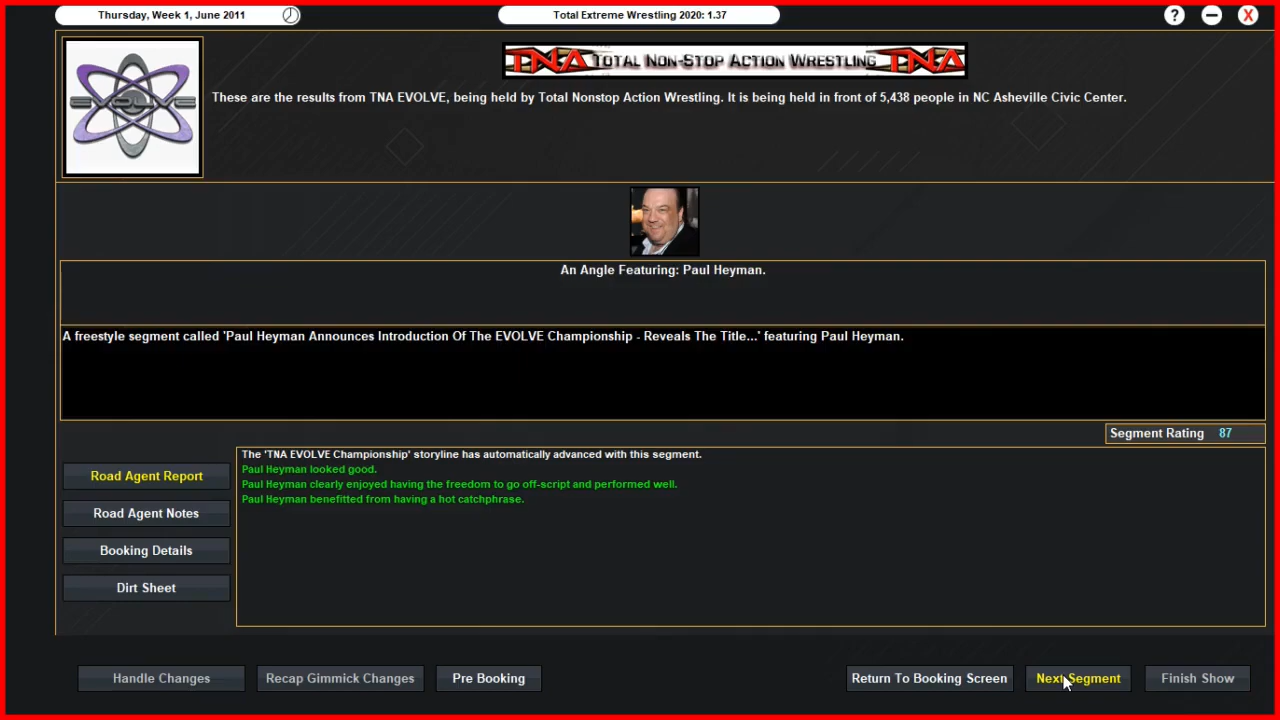 Thursday, Week 1, June 2011
Total Extreme Wrestling 2020: 1.37
?
X
EVOLVE
TNA TOTAL NON-STOP ACTION WRESTLING TNA
These are the results from TNA EVOLVE, being held by Total Nonstop Action Wrestling. It is being held in front of 5,438 people in NC Asheville Civic Center.
An Angle Featuring: Paul Heyman.
A freestyle segment called 'Paul Heyman Announces Introduction Of The EVOLVE Championship - Reveals The Title...' featuring Paul Heyman.
Segment Rating 87
Road Agent Report
Road Agent Notes
Booking Details
Dirt Sheet
The 'TNA EVOLVE Championship' storyline has automatically advanced with this segment.
Paul Heyman looked good.
Paul Heyman clearly enjoyed having the freedom to go off-script and performed well.
Paul Heyman benefitted from having a hot catchphrase.
Handle Changes
Recap Gimmick Changes
Pre Booking
Return To Booking Screen
Next Segment
Finish Show